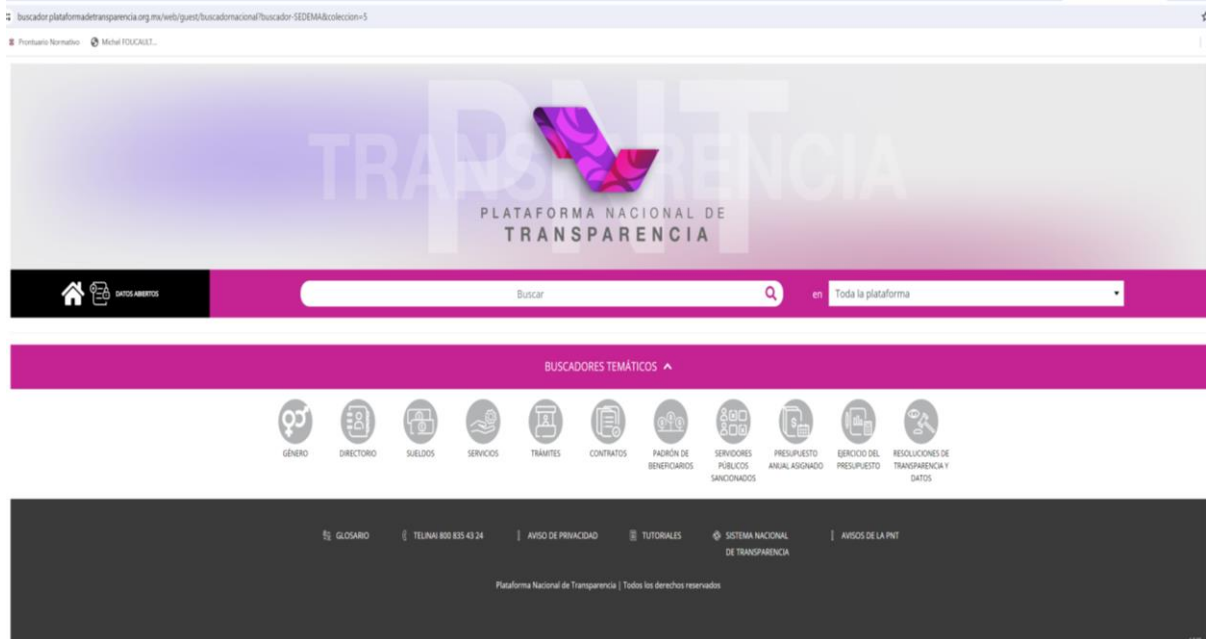 buscador.plataformadetransparencia.org.mx/web/guest/buscadornacional?buscador-SEDEMA&coleccion=5
Prontuario Normativo Michel FOUCAULT...
PNT
TRANSPARENCIA
PLATAFORMA NACIONAL DE
TRANSPARENCIA
DATOS ABIERTOS
Buscar
en
Toda la plataforma
BUSCADORES TEMÁTICOS
GÉNERO
DIRECTORIO
SUELDOS
SERVICIOS
TRÁMITES
CONTRATOS
PADRÓN DE
BENEFICIARIOS
SERVIDORES
PÚBLICOS
SANCIONADOS
PRESUPUESTO
ANUAL ASIGNADO
EJERCICIO DEL
PRESUPUESTO
RESOLUCIONES DE
TRANSPARENCIA Y
DATOS
GLOSARIO
TELINAI 800 835 43 24
AVISO DE PRIVACIDAD
TUTORIALES
SISTEMA NACIONAL
DE TRANSPARENCIA
AVISOS DE LA PNT
Plataforma Nacional de Transparencia | Todos los derechos reservados